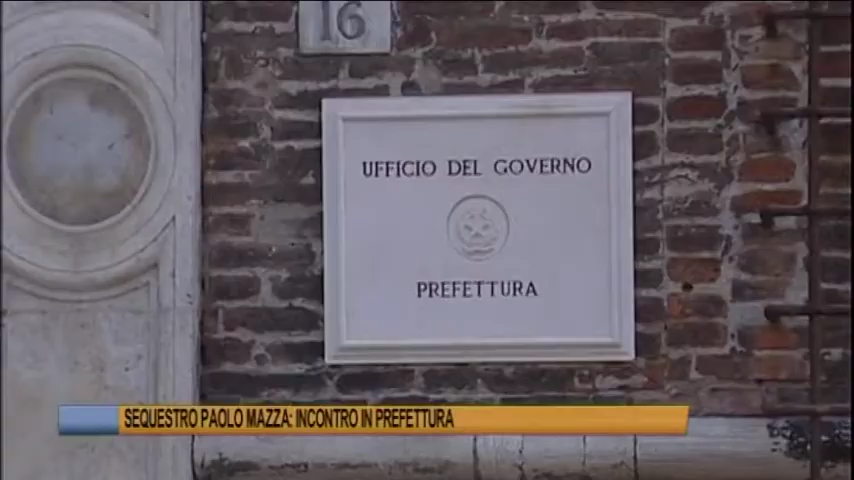 16
UFFICIO DEL GOVERNO
PREFETTURA
SEQUESTRO PAOLO MAZZA: INCONTRO IN PREFETTURA